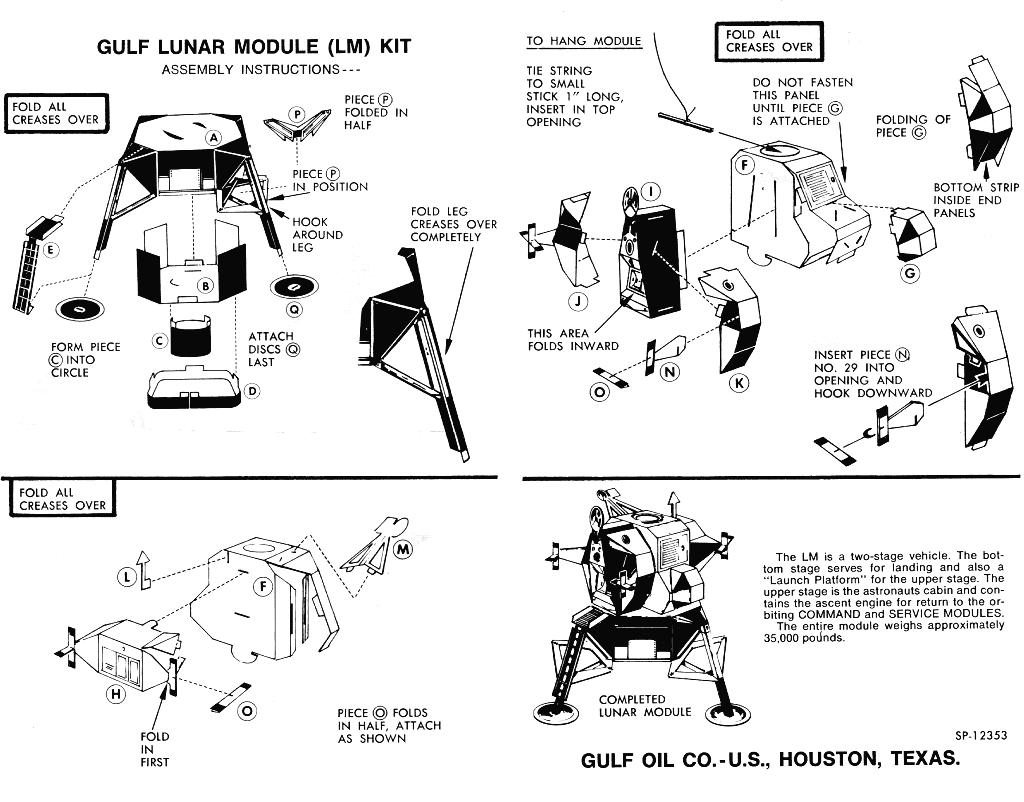 GULF LUNAR MODULE (LM) KIT
ASSEMBLY INSTRUCTIONS---
FOLD ALL
CREASES OVER
A
P
PIECE Ⓟ
FOLDED IN
HALF
PIECE Ⓟ
IN POSITION
HOOK
AROUND
LEG
E
B
Q
C
D
FORM PIECE
Ⓒ INTO
CIRCLE
ATTACH
DISCS Ⓠ
LAST
FOLD LEG
CREASES OVER
COMPLETELY
TO HANG MODULE
TIE STRING
TO SMALL
STICK 1" LONG,
INSERT IN TOP
OPENING
FOLD ALL
CREASES OVER
DO NOT FASTEN
THIS PANEL
UNTIL PIECE Ⓖ
IS ATTACHED
FOLDING OF
PIECE Ⓖ
BOTTOM STRIP
INSIDE END
PANELS
F
I
J
G
THIS AREA
FOLDS INWARD
O
N
K
INSERT PIECE Ⓝ
NO. 29 INTO
OPENING AND
HOOK DOWNWARD
FOLD ALL
CREASES OVER
L
F
M
H
O
FOLD
IN
FIRST
PIECE Ⓞ FOLDS
IN HALF, ATTACH
AS SHOWN
The LM is a two-stage vehicle. The bot-
tom stage serves for landing and also a
"Launch Platform" for the upper stage. The
upper stage is the astronauts cabin and con-
tains the ascent engine for return to the or-
biting COMMAND and SERVICE MODULES.
The entire module weighs approximately
35,000 pounds.
COMPLETED
LUNAR MODULE
SP-12353
GULF OIL CO.-U.S., HOUSTON, TEXAS.